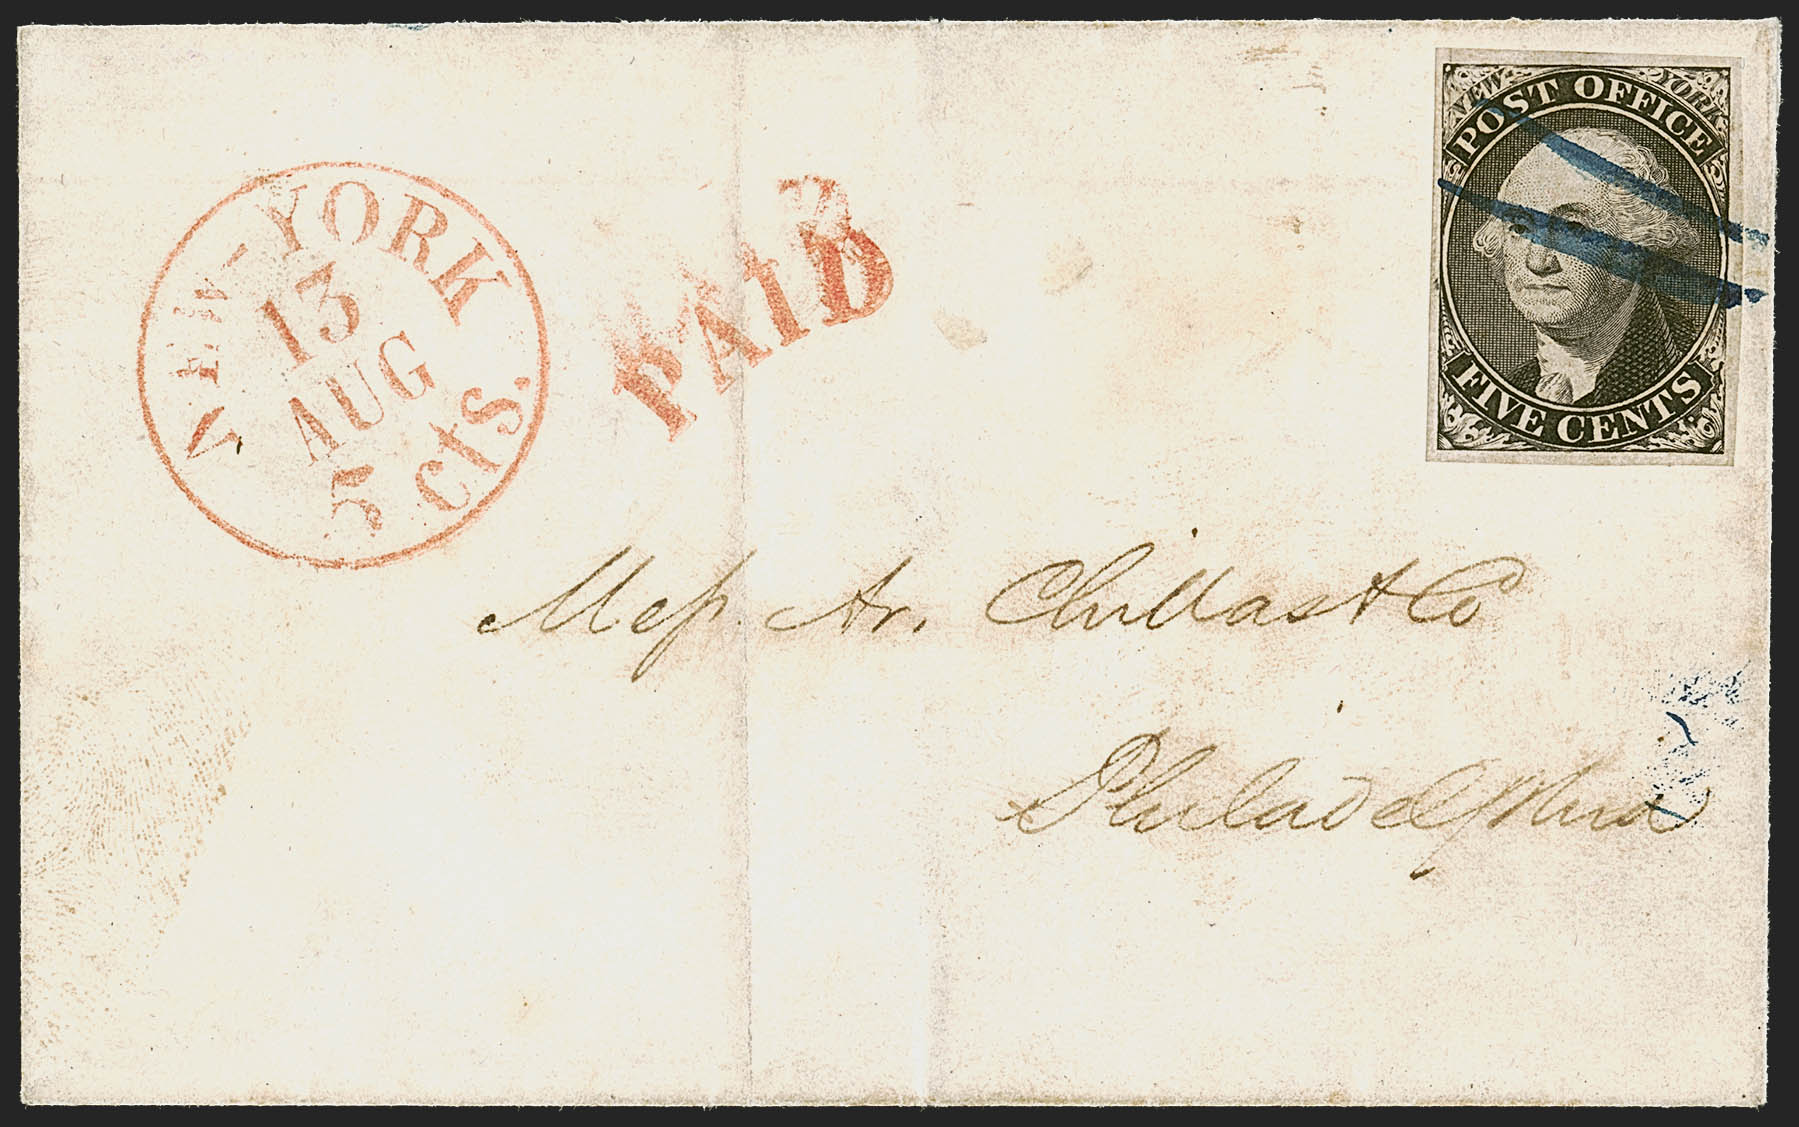 NEW-YORK
13
AUG
5 cts.
PAID
NEW YORK
POST OFFICE
FIVE CENTS
Mess. Ar. Chillas & Co
Philadelphia